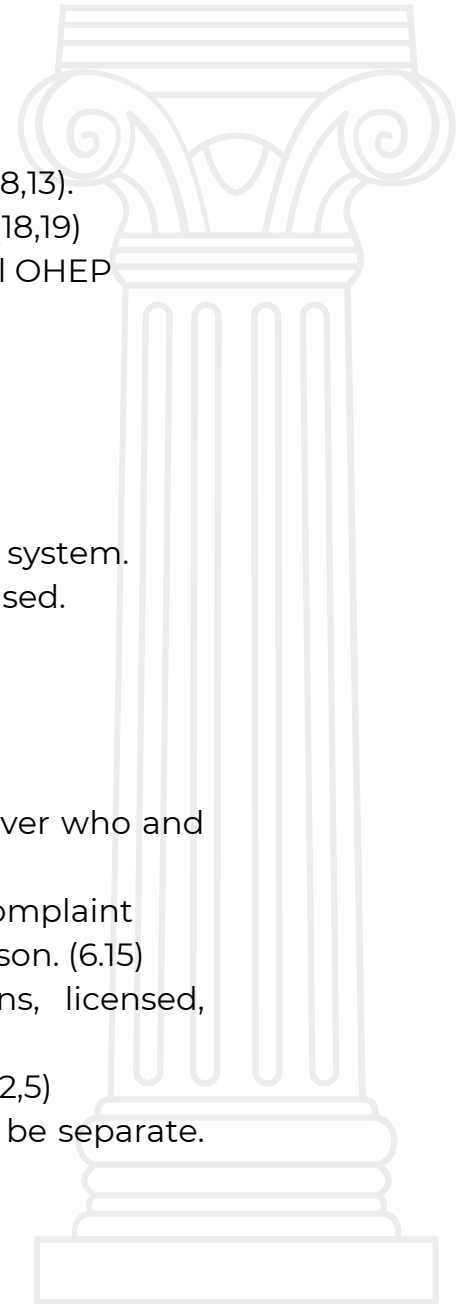 8,13).
18,19)
l OHEP
system.
sed.
ver who and
omplaint
son. (6.15)
ns, licensed,
2,5)
be separate.